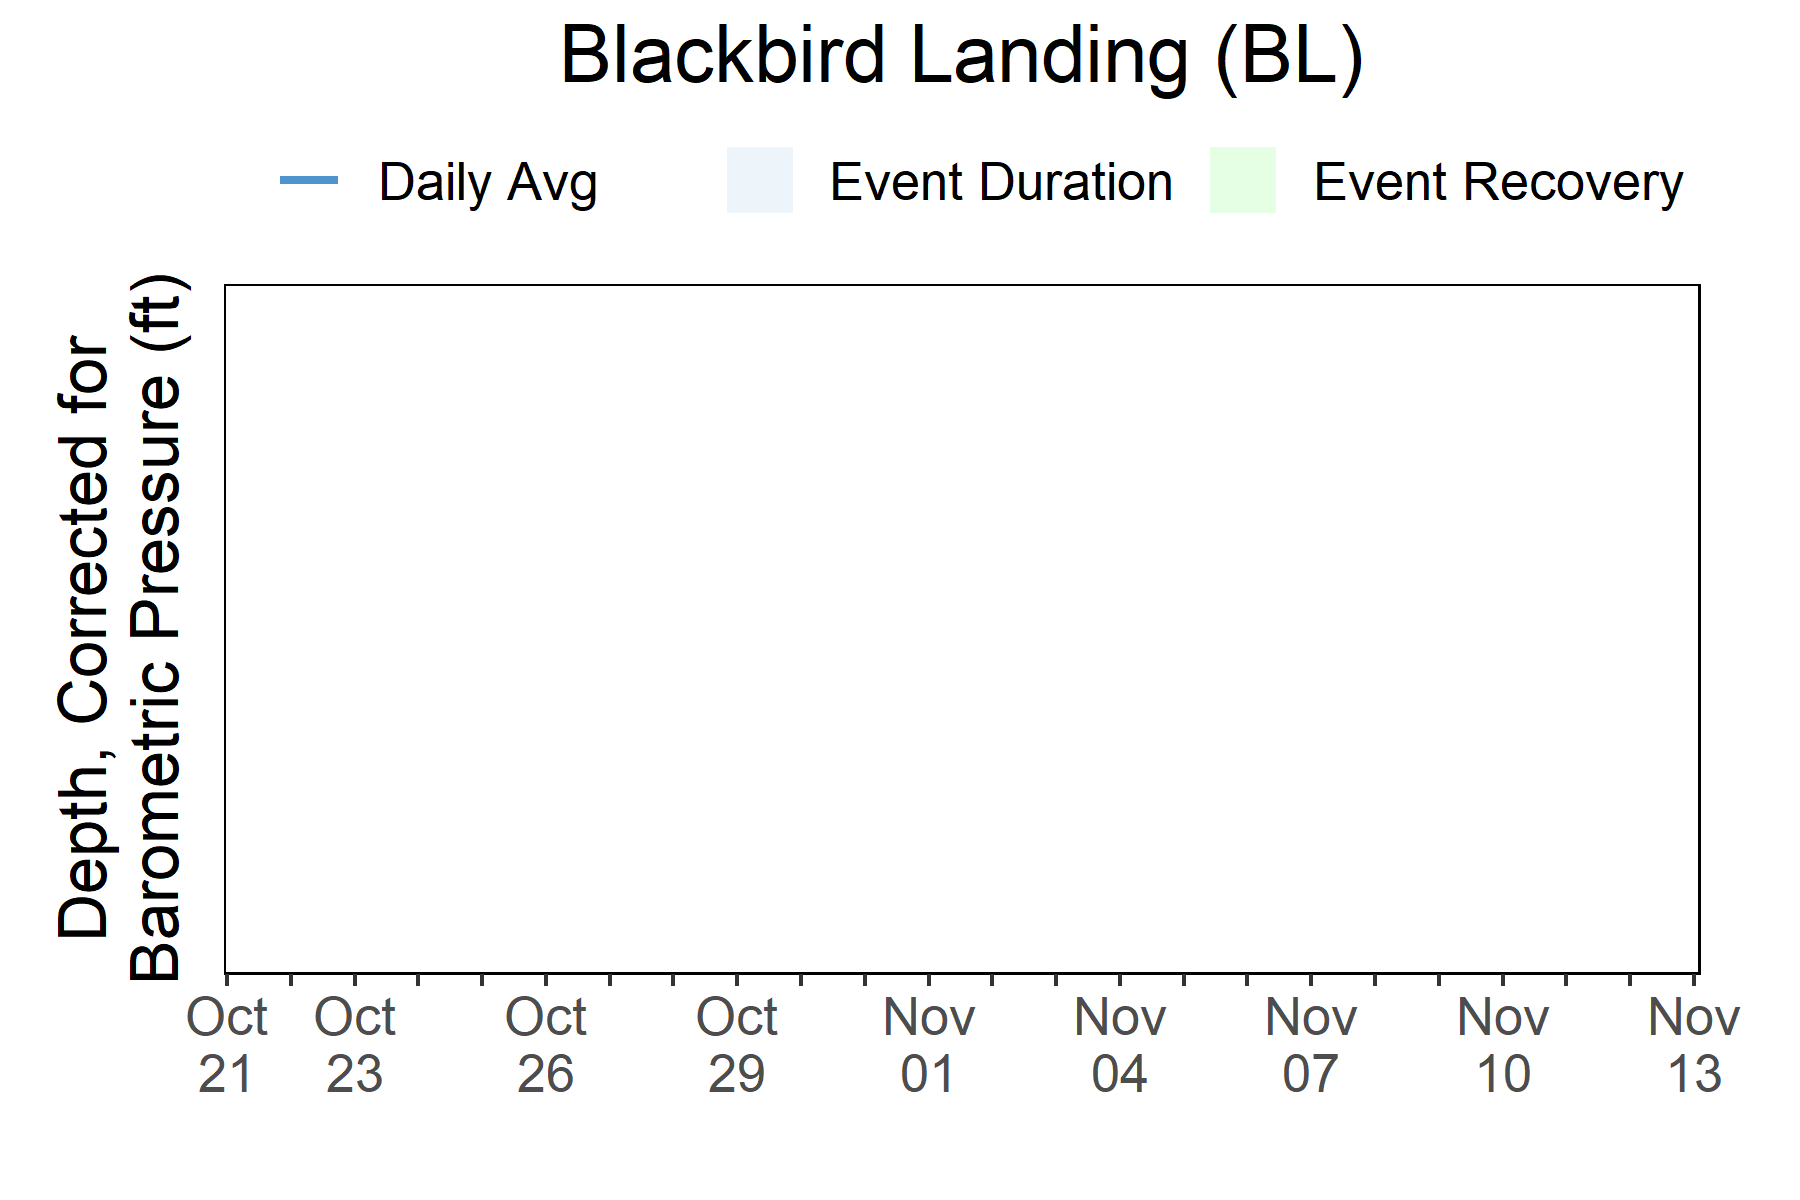 Blackbird Landing (BL)
Daily Avg
Event Duration
Event Recovery
Depth, Corrected for
Barometric Pressure (ft)
Oct 21
Oct 23
Oct 26
Oct 29
Nov 01
Nov 04
Nov 07
Nov 10
Nov 13